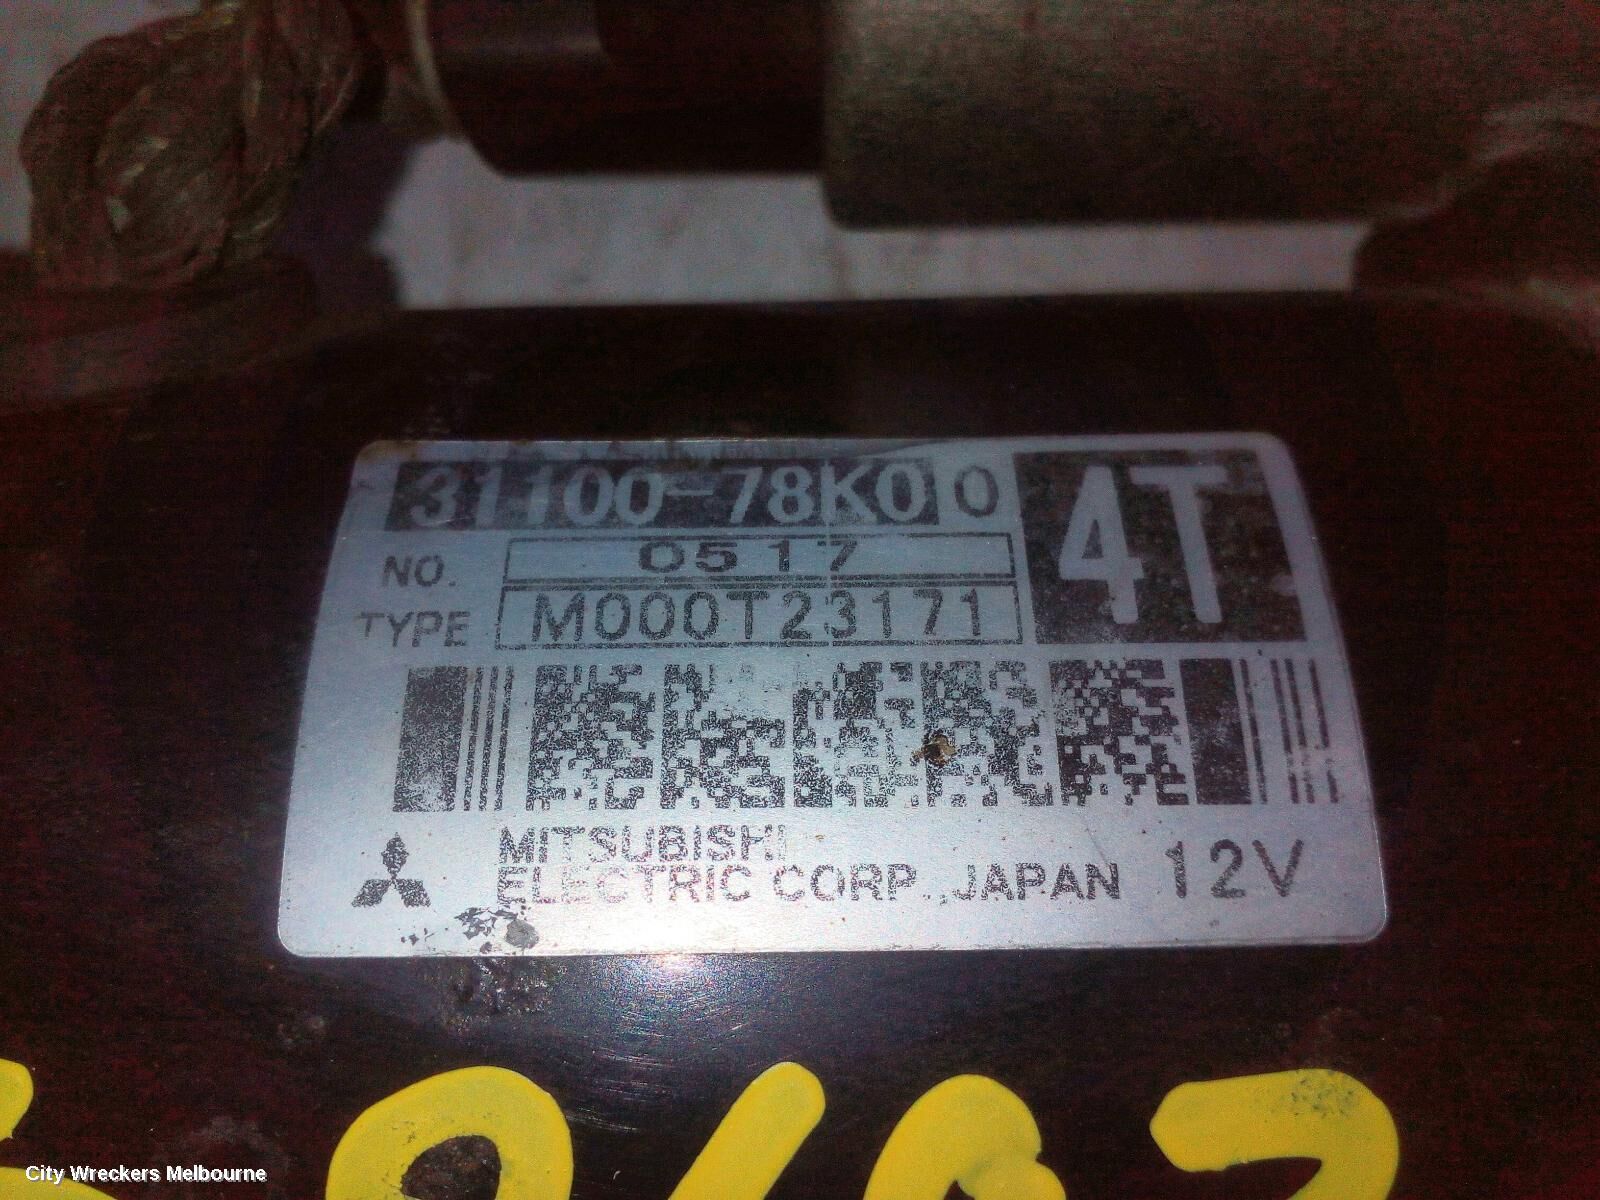 31100-78K00
4T
NO. 0517
TYPE M000T23171
MITSUBISHI
ELECTRIC CORP.,JAPAN 12V
City Wreckers Melbourne